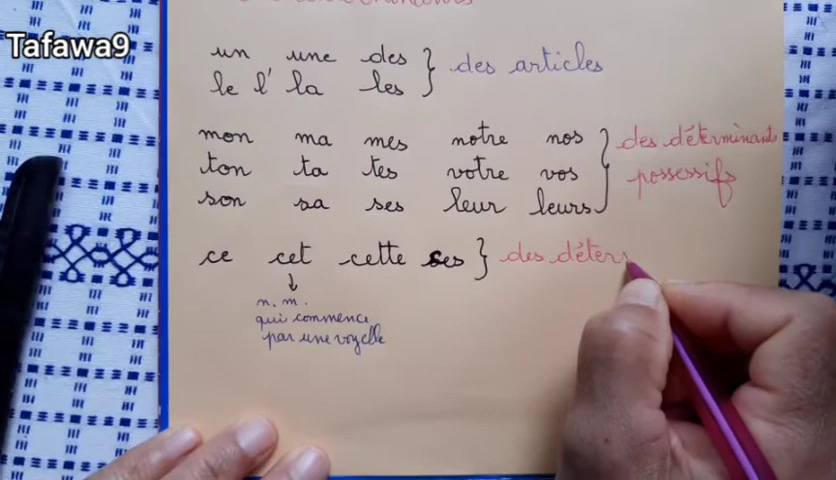 Tafawa9
un une des } des articles
le l' la les
mon ma mes notre nos } des déterminants
ton ta tes votre vos possessifs
son sa ses leur leurs
ce cet cette ses } des déter
↓
n. m.
qui commence
par une voyelle